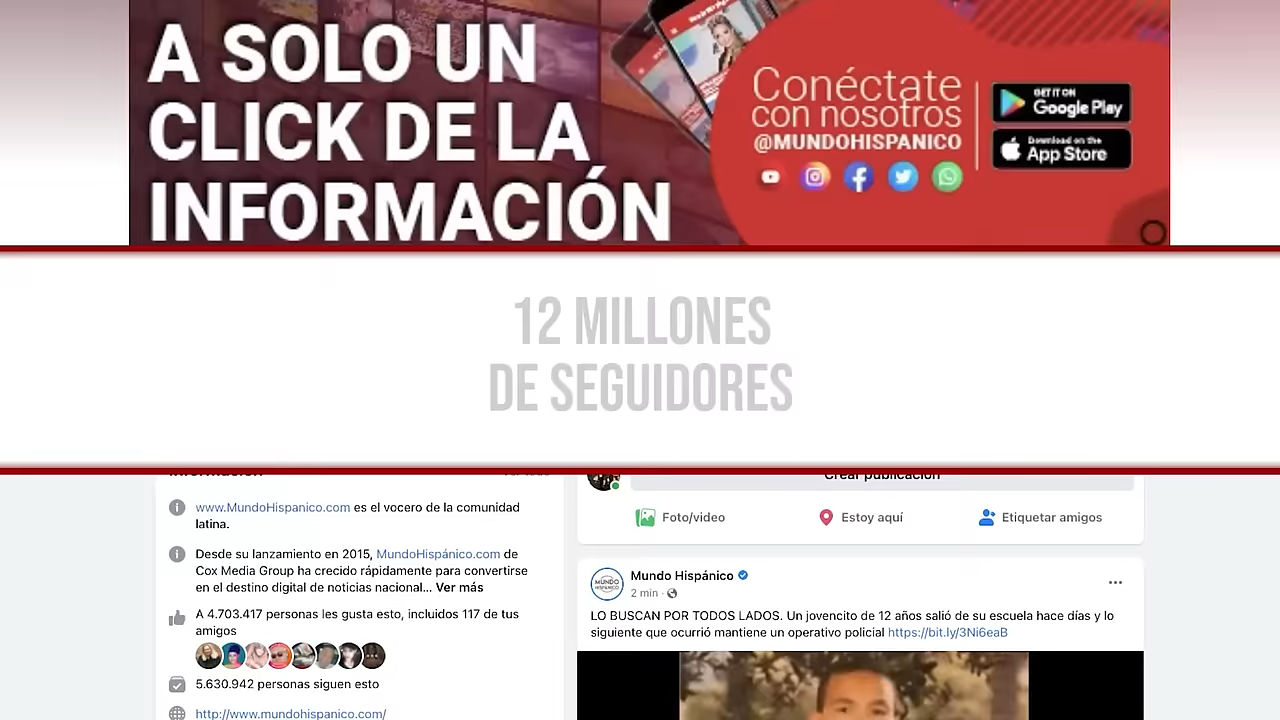 A SOLO UN
CLICK DE LA
INFORMACIÓN
Conéctate
con nosotros
@MUNDOHISPANICO
GET IT ON
Google Play
Download on the
App Store
12 MILLONES
DE SEGUIDORES
Información
Crear publicación
www.MundoHispanico.com es el vocero de la comunidad
latina.
Foto/video
Estoy aquí
Etiquetar amigos
Desde su lanzamiento en 2015, MundoHispánico.com de
Cox Media Group ha crecido rápidamente para convertirse
en el destino digital de noticias nacional... Ver más
A 4.703.417 personas les gusta esto, incluidos 117 de tus
amigos
5.630.942 personas siguen esto
http://www.mundohispanico.com/
MUNDO
HISPÁNICO
Mundo Hispánico
2 min ·
LO BUSCAN POR TODOS LADOS. Un jovencito de 12 años salió de su escuela hace días y lo
siguiente que ocurrió mantiene un operativo policial https://bit.ly/3Ni6eaB